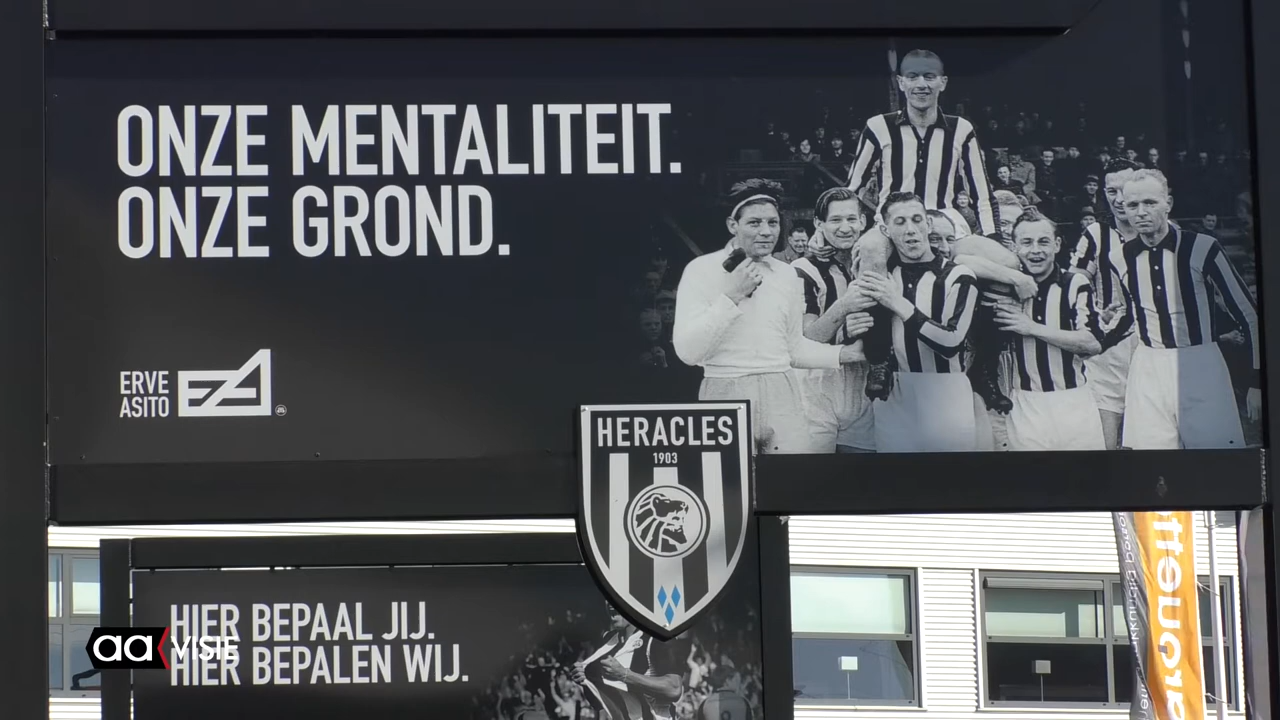 ONZE MENTALITEIT.
ONZE GROND.
ERVE
ASITO
HERACLES
1903
HIER BEPAAL JIJ.
HIER BEPALEN WIJ.
aa VISIE